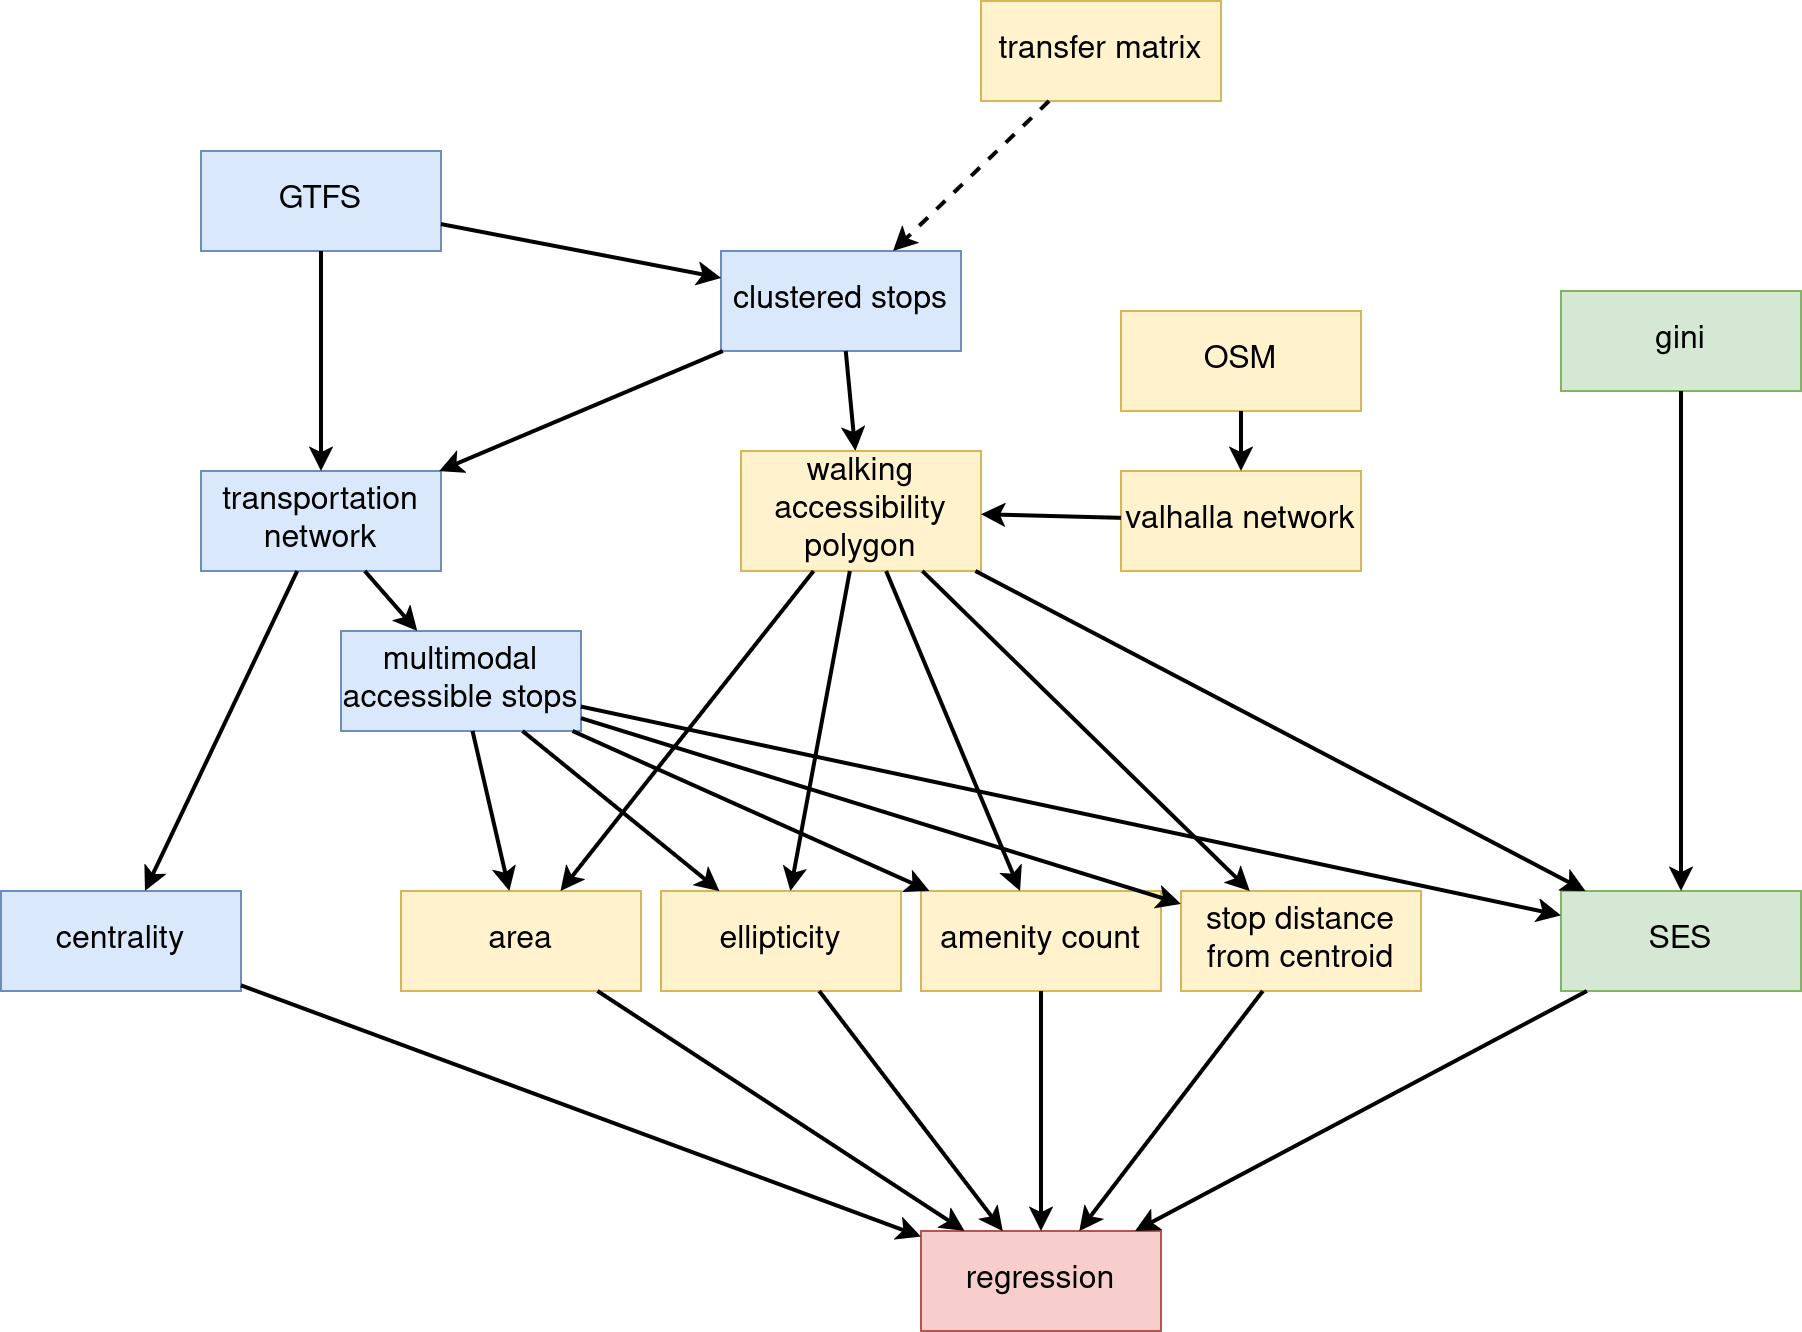 transfer matrix
GTFS
clustered stops
gini
OSM
walking
accessibility
polygon
transportation
network
valhalla network
multimodal
accessible stops
centrality
area
ellipticity
amenity count
stop distance
from centroid
SES
regression